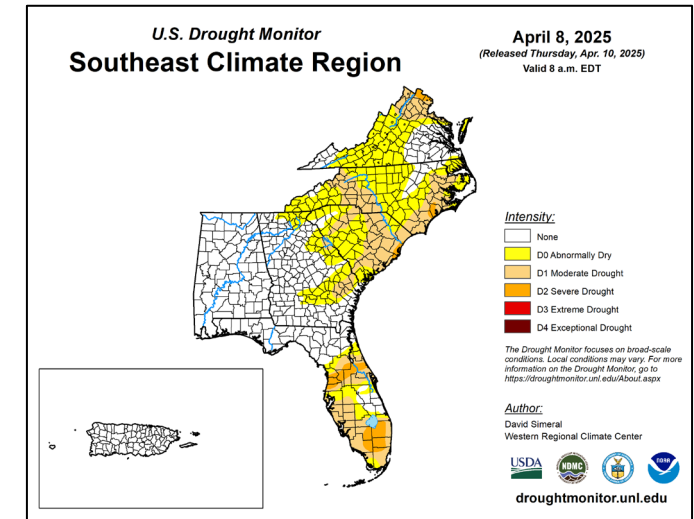 U.S. Drought Monitor
Southeast Climate Region
April 8, 2025
(Released Thursday, Apr. 10, 2025)
Valid 8 a.m. EDT
Intensity:
None
D0 Abnormally Dry
D1 Moderate Drought
D2 Severe Drought
D3 Extreme Drought
D4 Exceptional Drought
The Drought Monitor focuses on broad-scale
conditions. Local conditions may vary. For more
information on the Drought Monitor, go to
https://droughtmonitor.unl.edu/About.aspx
Author:
David Simeral
Western Regional Climate Center
USDA
NDMC
NOAA
droughtmonitor.unl.edu